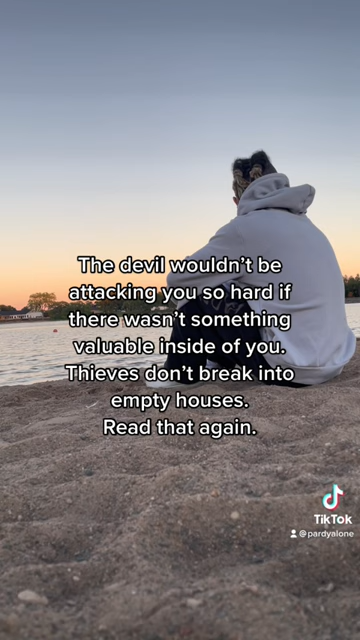 The devil wouldn't be
attacking you so hard if
there wasn't something
valuable inside of you.
Thieves don't break into
empty houses.
Read that again.
TikTok
@pardyalone